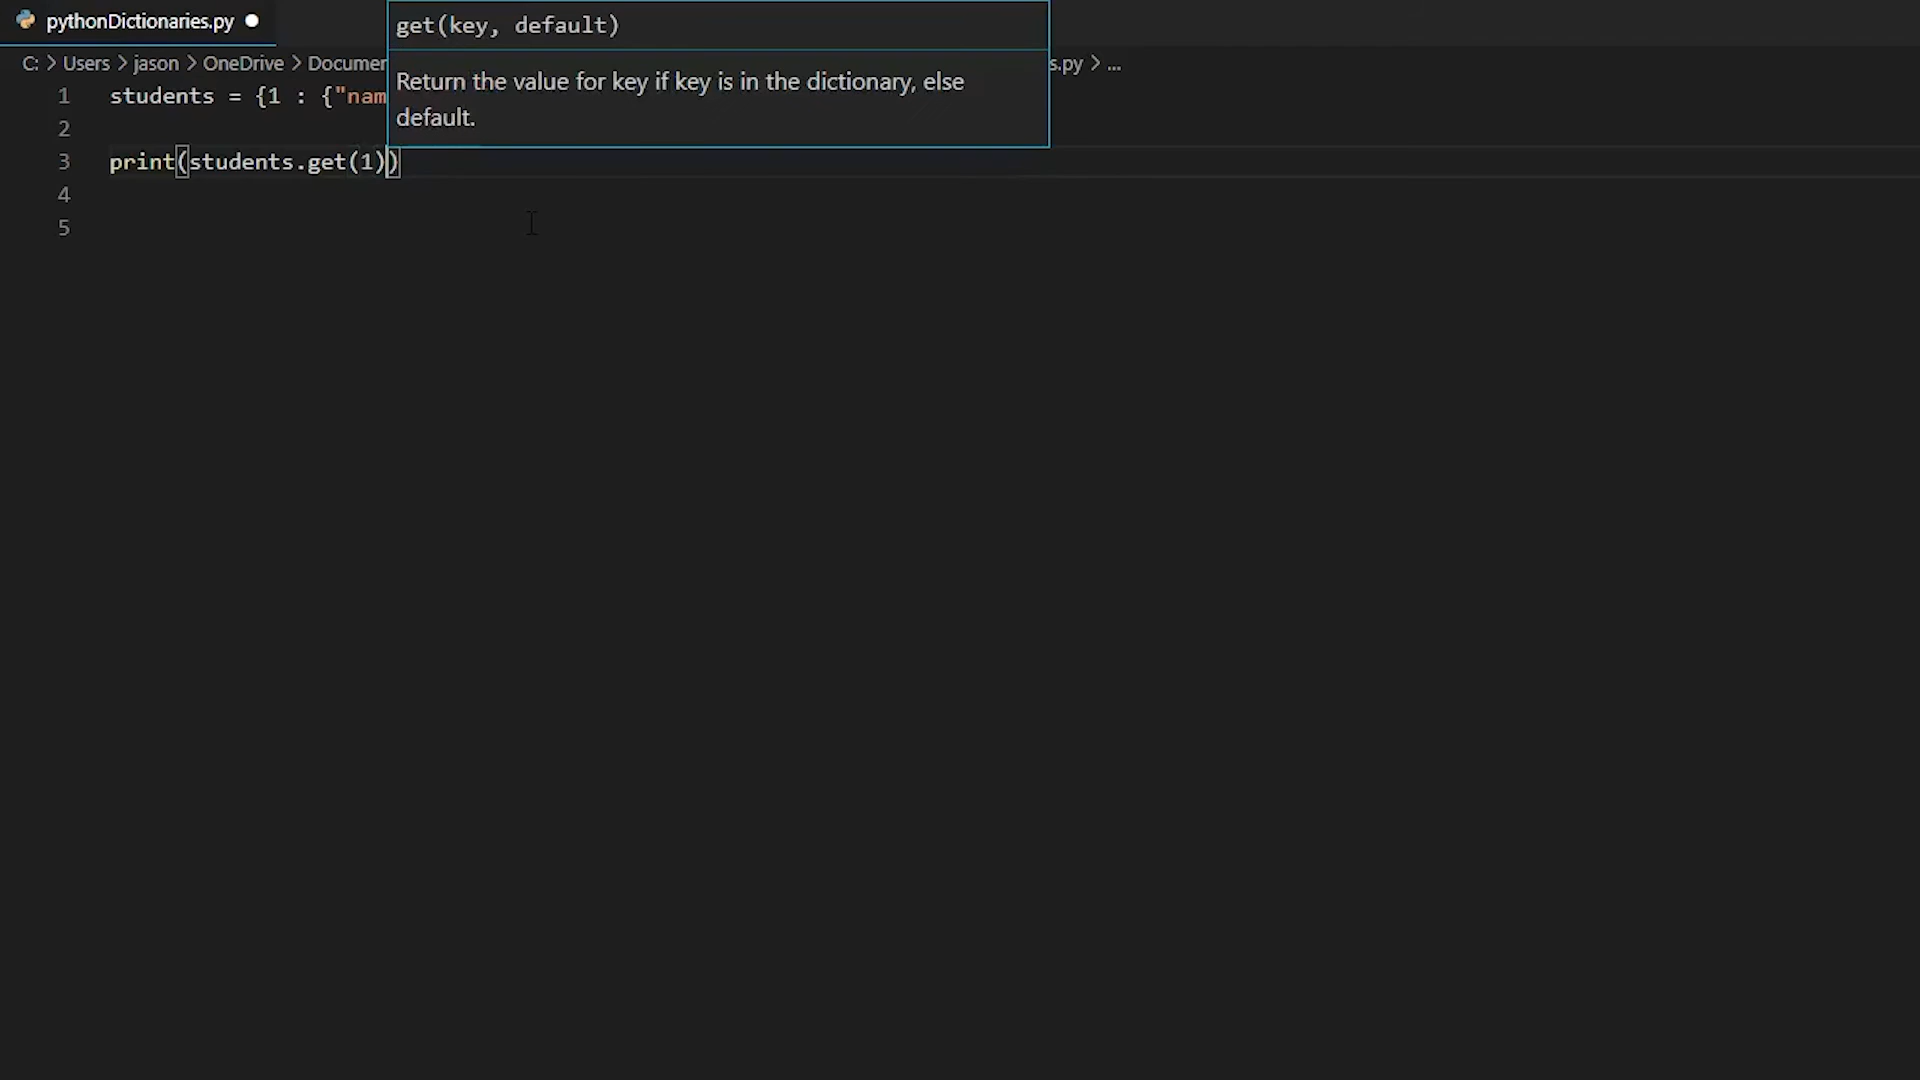 pythonDictionaries.py
get(key, default)
C: > Users > jason > OneDrive > s.py > ...
Return the value for key if key is in the dictionary, else
default.
1 students = {1 : {"nam
2
3 print(students.get(1))
4
5